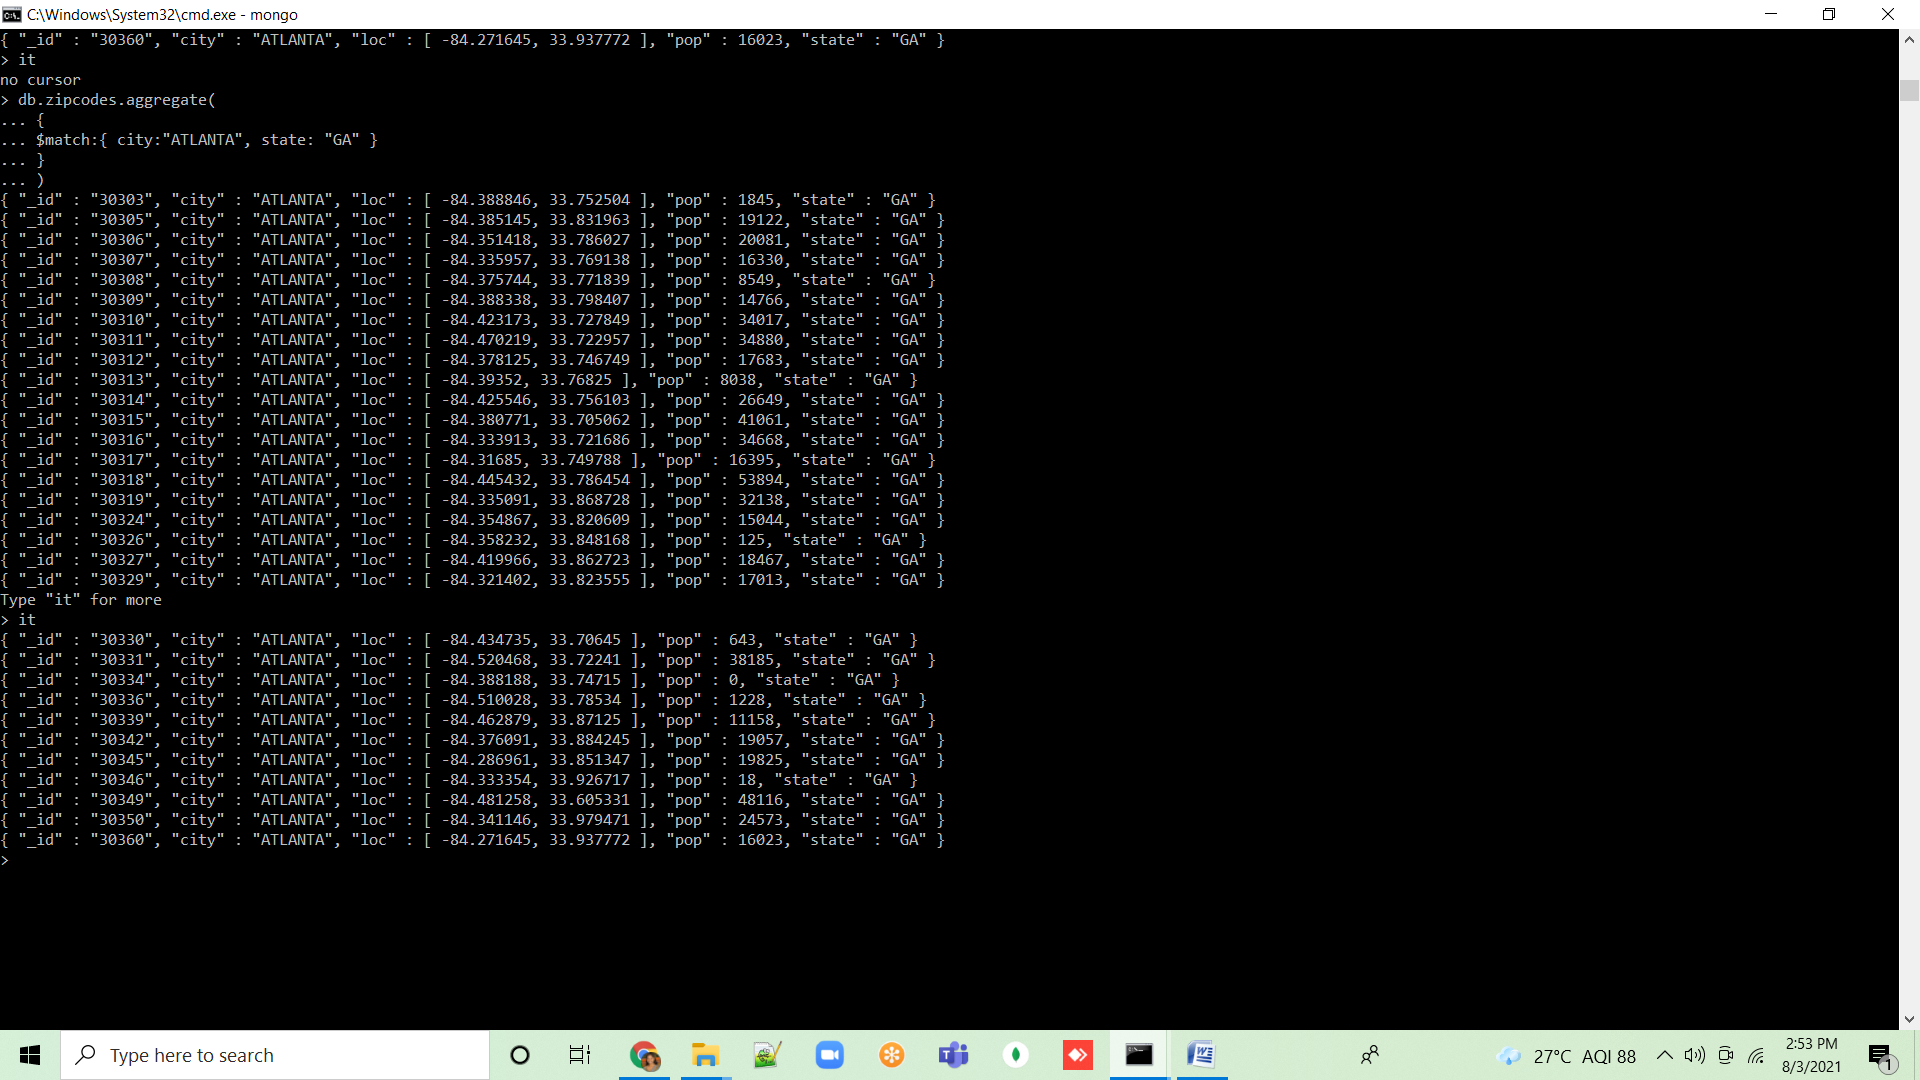 C:\Windows\System32\cmd.exe - mongo
{ "_id" : "30360", "city" : "ATLANTA", "loc" : [ -84.271645, 33.937772 ], "pop" : 16023, "state" : "GA" }
> it
no cursor
> db.zipcodes.aggregate(
... {
... $match:{ city:"ATLANTA", state: "GA" }
... }
... )
{ "_id" : "30303", "city" : "ATLANTA", "loc" : [ -84.388846, 33.752504 ], "pop" : 1845, "state" : "GA" }
{ "_id" : "30305", "city" : "ATLANTA", "loc" : [ -84.385145, 33.831963 ], "pop" : 19122, "state" : "GA" }
{ "_id" : "30306", "city" : "ATLANTA", "loc" : [ -84.351418, 33.786027 ], "pop" : 20081, "state" : "GA" }
{ "_id" : "30307", "city" : "ATLANTA", "loc" : [ -84.335957, 33.769138 ], "pop" : 16330, "state" : "GA" }
{ "_id" : "30308", "city" : "ATLANTA", "loc" : [ -84.375744, 33.771839 ], "pop" : 8549, "state" : "GA" }
{ "_id" : "30309", "city" : "ATLANTA", "loc" : [ -84.388338, 33.798407 ], "pop" : 14766, "state" : "GA" }
{ "_id" : "30310", "city" : "ATLANTA", "loc" : [ -84.423173, 33.727849 ], "pop" : 34017, "state" : "GA" }
{ "_id" : "30311", "city" : "ATLANTA", "loc" : [ -84.470219, 33.722957 ], "pop" : 34880, "state" : "GA" }
{ "_id" : "30312", "city" : "ATLANTA", "loc" : [ -84.378125, 33.746749 ], "pop" : 17683, "state" : "GA" }
{ "_id" : "30313", "city" : "ATLANTA", "loc" : [ -84.39352, 33.76825 ], "pop" : 8038, "state" : "GA" }
{ "_id" : "30314", "city" : "ATLANTA", "loc" : [ -84.425546, 33.756103 ], "pop" : 26649, "state" : "GA" }
{ "_id" : "30315", "city" : "ATLANTA", "loc" : [ -84.380771, 33.705062 ], "pop" : 41061, "state" : "GA" }
{ "_id" : "30316", "city" : "ATLANTA", "loc" : [ -84.333913, 33.721686 ], "pop" : 34668, "state" : "GA" }
{ "_id" : "30317", "city" : "ATLANTA", "loc" : [ -84.31685, 33.749788 ], "pop" : 16395, "state" : "GA" }
{ "_id" : "30318", "city" : "ATLANTA", "loc" : [ -84.445432, 33.786454 ], "pop" : 53894, "state" : "GA" }
{ "_id" : "30319", "city" : "ATLANTA", "loc" : [ -84.335091, 33.868728 ], "pop" : 32138, "state" : "GA" }
{ "_id" : "30324", "city" : "ATLANTA", "loc" : [ -84.354867, 33.820609 ], "pop" : 15044, "state" : "GA" }
{ "_id" : "30326", "city" : "ATLANTA", "loc" : [ -84.358232, 33.848168 ], "pop" : 125, "state" : "GA" }
{ "_id" : "30327", "city" : "ATLANTA", "loc" : [ -84.419966, 33.862723 ], "pop" : 18467, "state" : "GA" }
{ "_id" : "30329", "city" : "ATLANTA", "loc" : [ -84.321402, 33.823555 ], "pop" : 17013, "state" : "GA" }
Type "it" for more
> it
{ "_id" : "30330", "city" : "ATLANTA", "loc" : [ -84.434735, 33.70645 ], "pop" : 643, "state" : "GA" }
{ "_id" : "30331", "city" : "ATLANTA", "loc" : [ -84.520468, 33.72241 ], "pop" : 38185, "state" : "GA" }
{ "_id" : "30334", "city" : "ATLANTA", "loc" : [ -84.388188, 33.74715 ], "pop" : 0, "state" : "GA" }
{ "_id" : "30336", "city" : "ATLANTA", "loc" : [ -84.510028, 33.78534 ], "pop" : 1228, "state" : "GA" }
{ "_id" : "30339", "city" : "ATLANTA", "loc" : [ -84.462879, 33.87125 ], "pop" : 11158, "state" : "GA" }
{ "_id" : "30342", "city" : "ATLANTA", "loc" : [ -84.376091, 33.884245 ], "pop" : 19057, "state" : "GA" }
{ "_id" : "30345", "city" : "ATLANTA", "loc" : [ -84.286961, 33.851347 ], "pop" : 19825, "state" : "GA" }
{ "_id" : "30346", "city" : "ATLANTA", "loc" : [ -84.333354, 33.926717 ], "pop" : 18, "state" : "GA" }
{ "_id" : "30349", "city" : "ATLANTA", "loc" : [ -84.481258, 33.605331 ], "pop" : 48116, "state" : "GA" }
{ "_id" : "30350", "city" : "ATLANTA", "loc" : [ -84.341146, 33.979471 ], "pop" : 24573, "state" : "GA" }
{ "_id" : "30360", "city" : "ATLANTA", "loc" : [ -84.271645, 33.937772 ], "pop" : 16023, "state" : "GA" }
>
Type here to search
27°C AQI 88
2:53 PM
8/3/2021
1